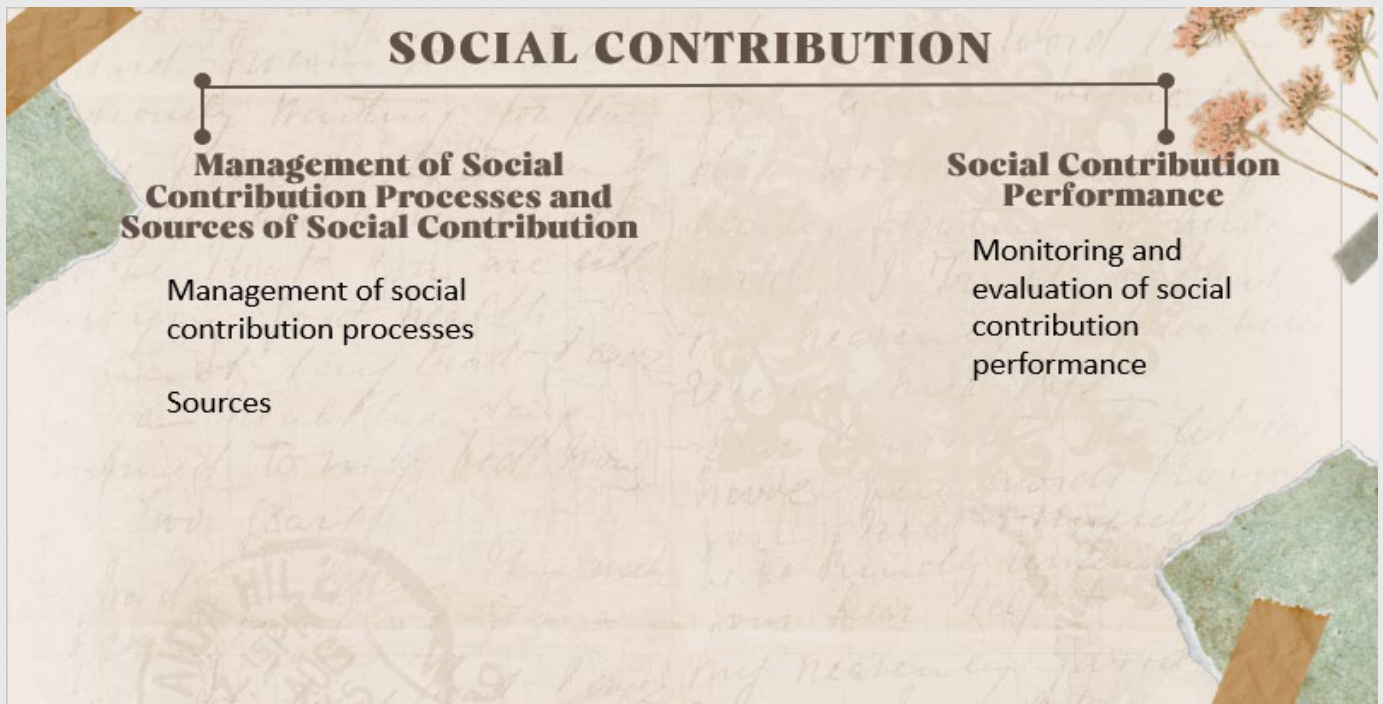 SOCIAL CONTRIBUTION
Management of Social
Contribution Processes and
Sources of Social Contribution
Management of social
contribution processes
Sources
Social Contribution
Performance
Monitoring and
evaluation of social
contribution
performance